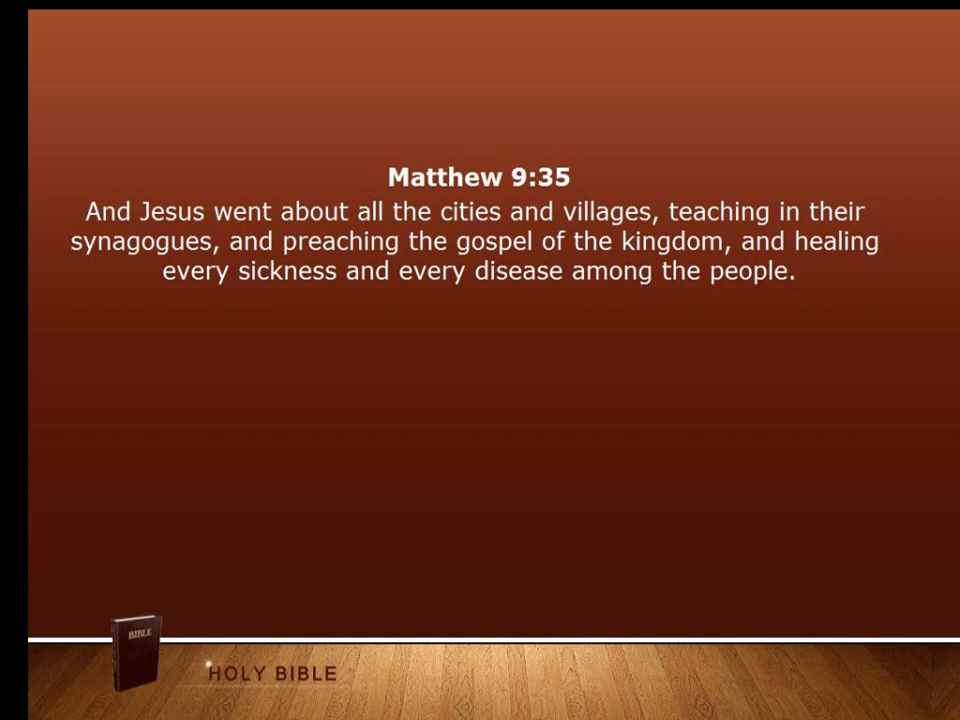 Matthew 9:35
And Jesus went about all the cities and villages, teaching in their
synagogues, and preaching the gospel of the kingdom, and healing
every sickness and every disease among the people.
BIBLE
HOLY BIBLE